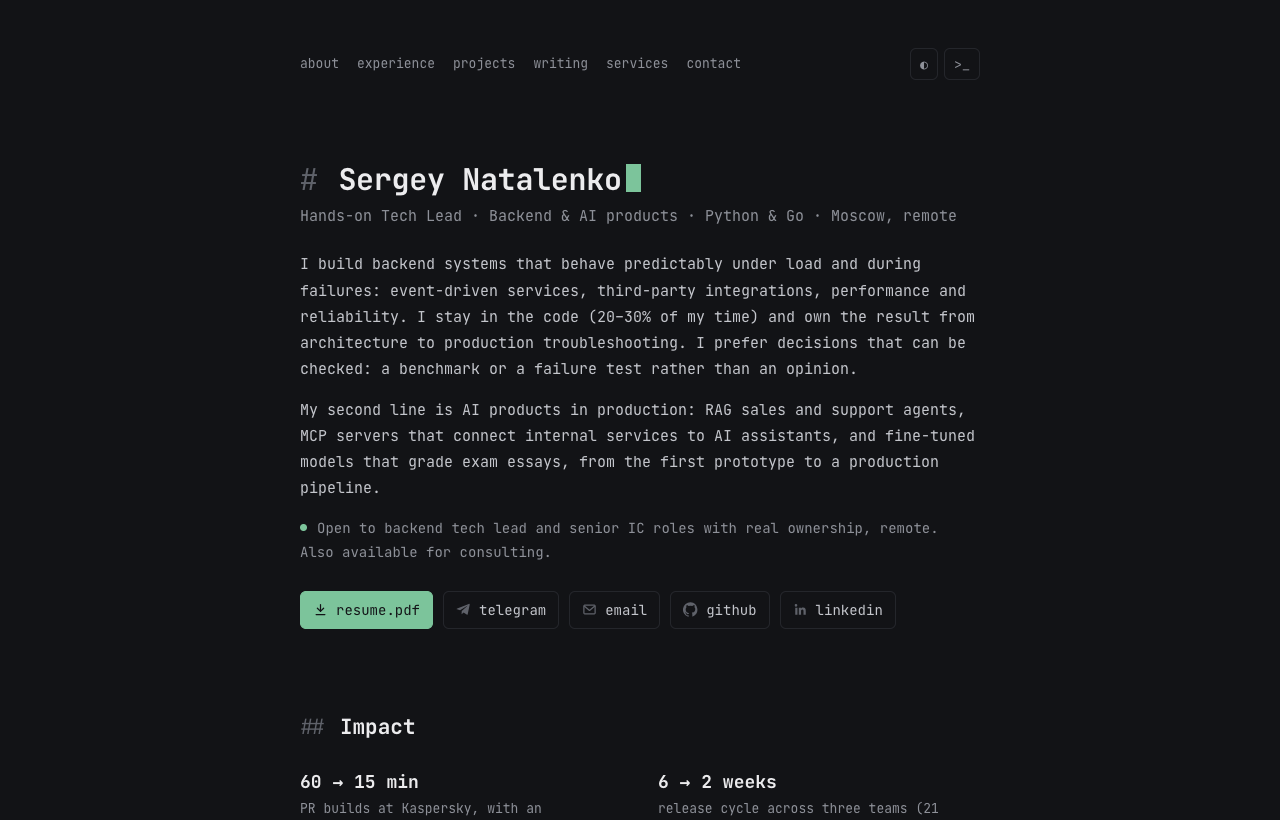 about experience projects writing services contact ◐ >_
# Sergey Natalenko
Hands-on Tech Lead · Backend & AI products · Python & Go · Moscow, remote
I build backend systems that behave predictably under load and during
failures: event-driven services, third-party integrations, performance and
reliability. I stay in the code (20–30% of my time) and own the result from
architecture to production troubleshooting. I prefer decisions that can be
checked: a benchmark or a failure test rather than an opinion.
My second line is AI products in production: RAG sales and support agents,
MCP servers that connect internal services to AI assistants, and fine-tuned
models that grade exam essays, from the first prototype to a production
pipeline.
Open to backend tech lead and senior IC roles with real ownership, remote.
Also available for consulting.
resume.pdf telegram email github linkedin
## Impact
60 → 15 min 6 → 2 weeks
PR builds at Kaspersky, with an release cycle across three teams (21